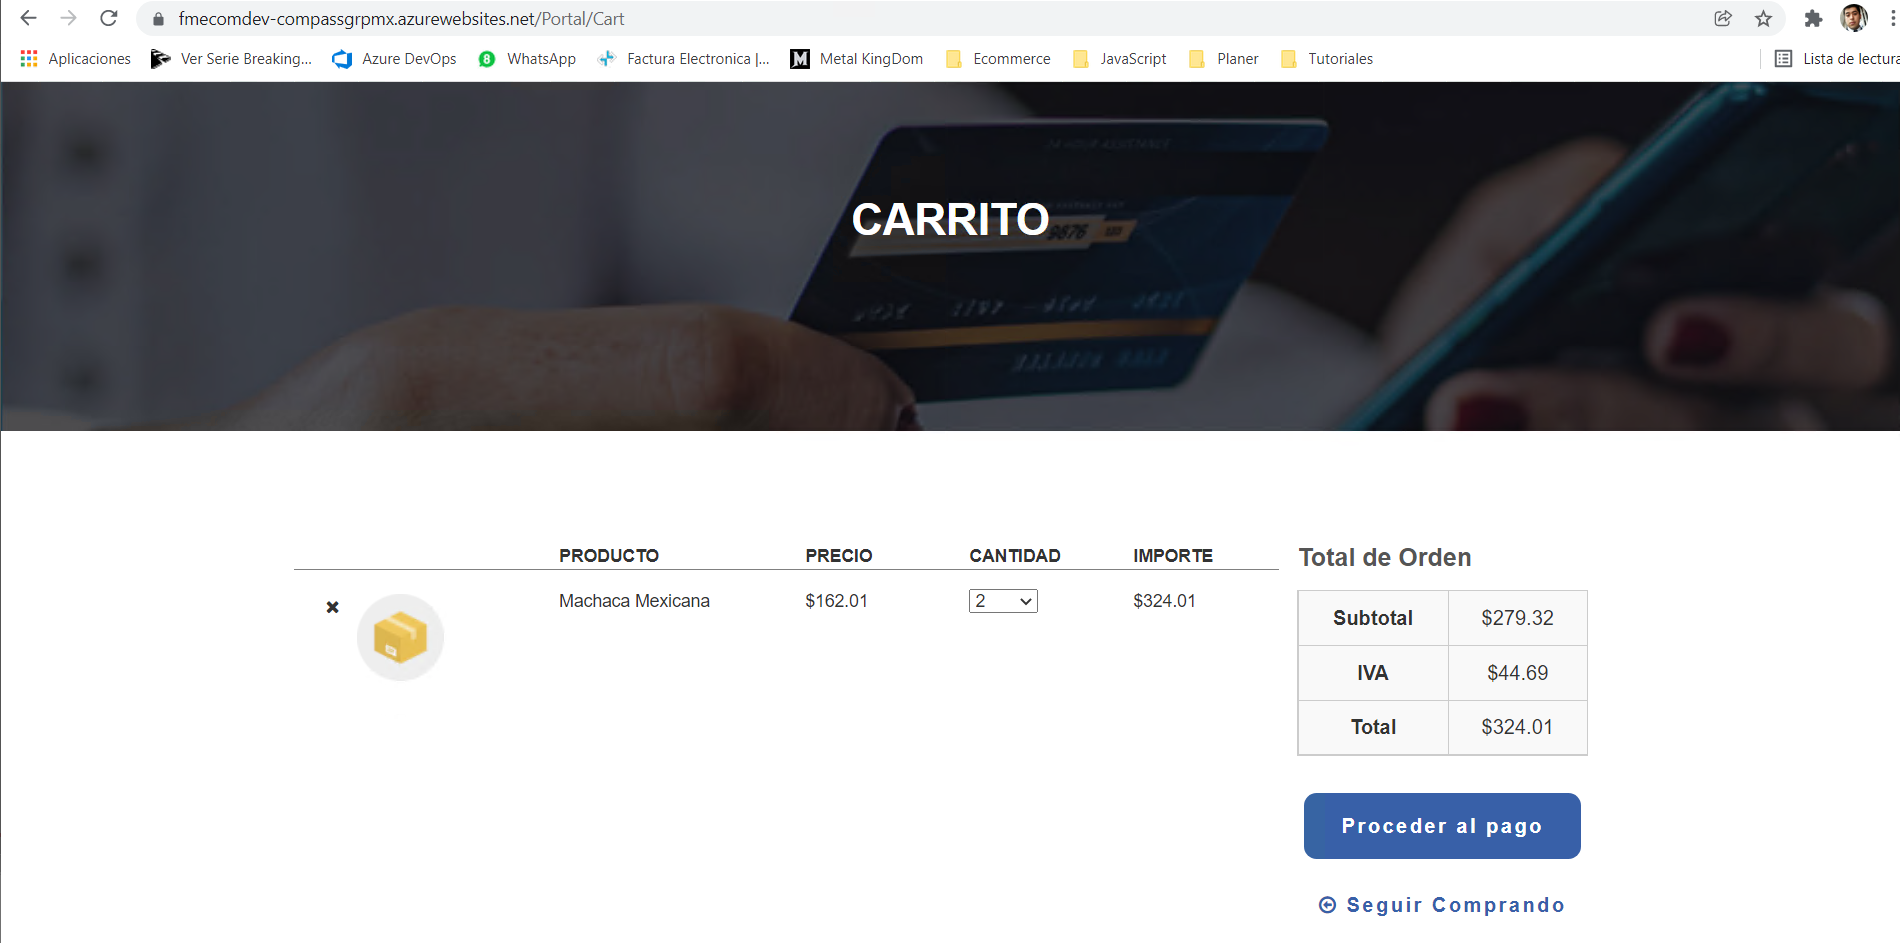 fmecomdev-compassgrpmx.azurewebsites.net/Portal/Cart
Aplicaciones Ver Serie Breaking... Azure DevOps WhatsApp Factura Electronica |... Metal KingDom Ecommerce JavaScript Planer Tutoriales Lista de lectura
CARRITO
9876
PRODUCTO PRECIO CANTIDAD IMPORTE
Machaca Mexicana $162.01 2 $324.01
Total de Orden
Subtotal $279.32
IVA $44.69
Total $324.01
Proceder al pago
Seguir Comprando